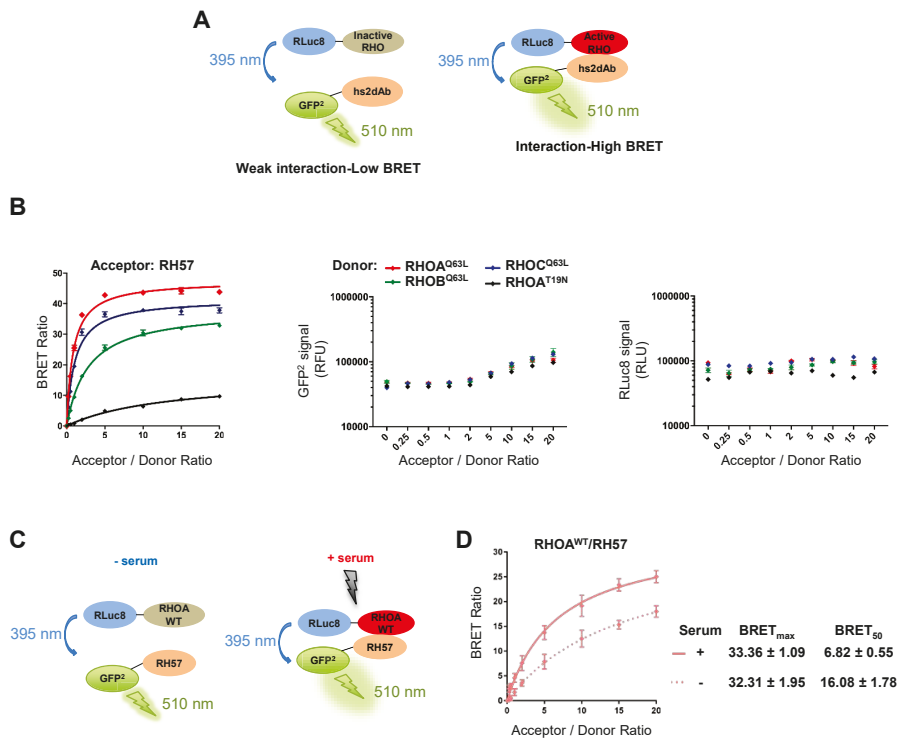 A
RLuc8
Inactive
RHO
395 nm
hs2dAb
GFP²
510 nm
Weak interaction-Low BRET
RLuc8
Active
RHO
395 nm
hs2dAb
GFP²
510 nm
Interaction-High BRET
B
Acceptor: RH57
BRET Ratio
50
40
30
20
10
0
0 5 10 15 20
Acceptor / Donor Ratio
Donor:
RHOA^Q63L
RHOC^Q63L
RHOB^Q63L
RHOA^T19N
GFP² signal
(RFU)
1000000
100000
10000
0 0.25 0.5 1 2 5 10 15 20
Acceptor / Donor Ratio
RLuc8 signal
(RLU)
1000000
100000
10000
0 0.25 0.5 1 2 5 10 15 20
Acceptor / Donor Ratio
C
- serum
RLuc8
RHOA
WT
395 nm
RH57
GFP²
510 nm
+ serum
RLuc8
RHOA
WT
395 nm
RH57
GFP²
510 nm
D
RHOA^WT/RH57
BRET Ratio
30
25
20
15
10
5
0
0 5 10 15 20
Acceptor / Donor Ratio
Serum BRET_max BRET_50
+ 33.36 ± 1.09 6.82 ± 0.55
- 32.31 ± 1.95 16.08 ± 1.78